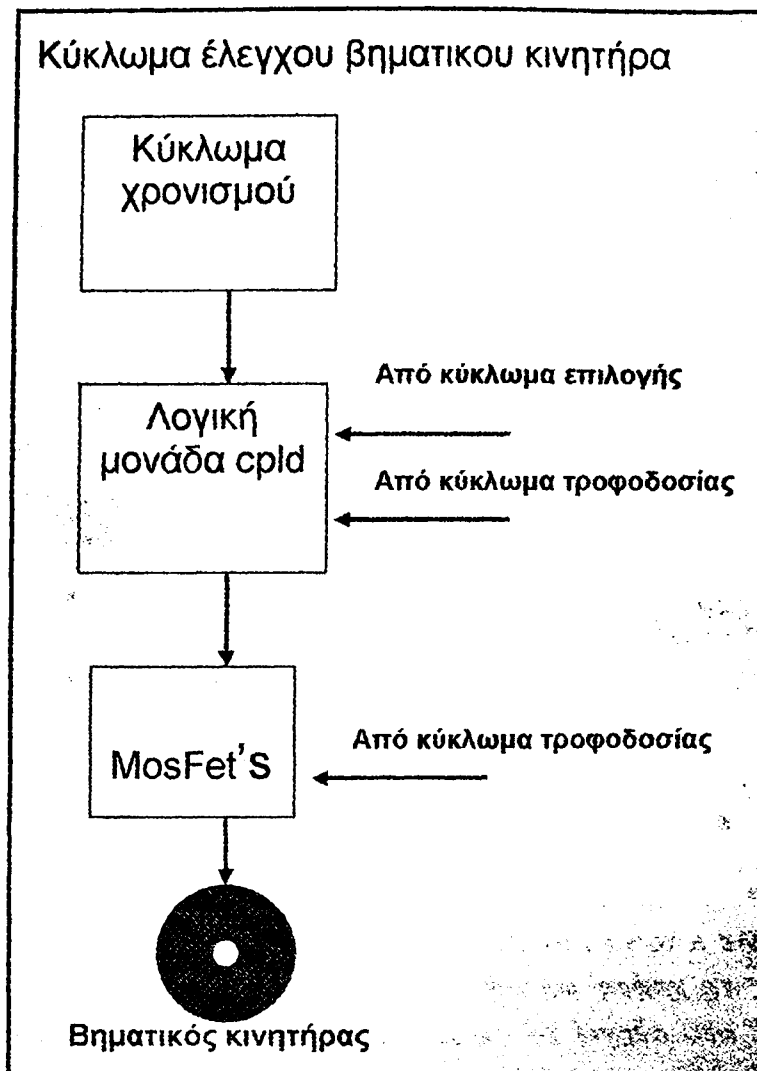 Κύκλωμα έλεγχου βηματικου κινητήρα
Κύκλωμα
χρονισμού
Από κύκλωμα επιλογής
Λογική
μονάδα cpld
Από κύκλωμα τροφοδοσίας
Από κύκλωμα τροφοδοσίας
MosFet's
Βηματικός κινητήρας